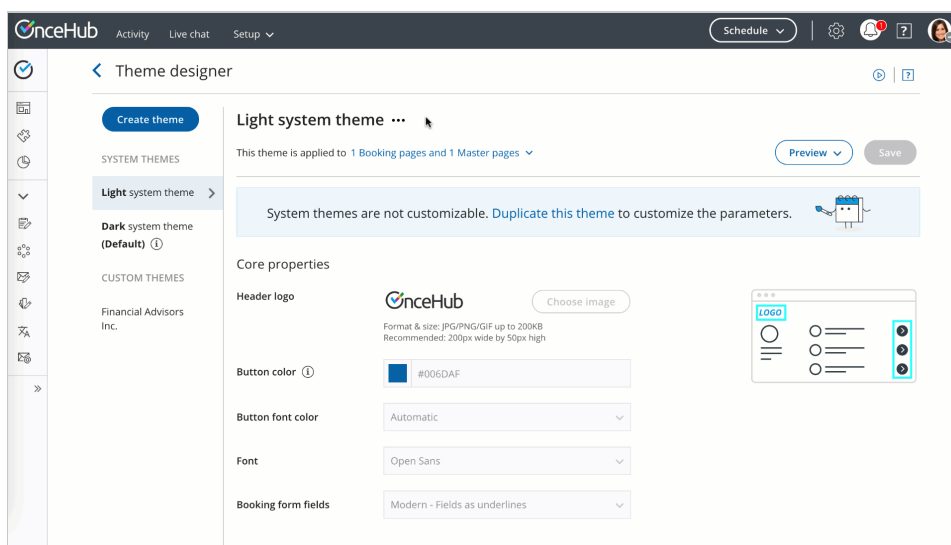 OnceHub Activity Live chat Setup Schedule 1 ?
Theme designer ?
Create theme
SYSTEM THEMES
Light system theme
Dark system theme
(Default) i
CUSTOM THEMES
Financial Advisors
Inc.
Light system theme ...
This theme is applied to 1 Booking pages and 1 Master pages Preview Save
System themes are not customizable. Duplicate this theme to customize the parameters.
Core properties
Header logo OnceHub Choose image
Format & size: JPG/PNG/GIF up to 200KB
Recommended: 200px wide by 50px high
LOGO
Button color i #006DAF
Button font color Automatic
Font Open Sans
Booking form fields Modern - Fields as underlines